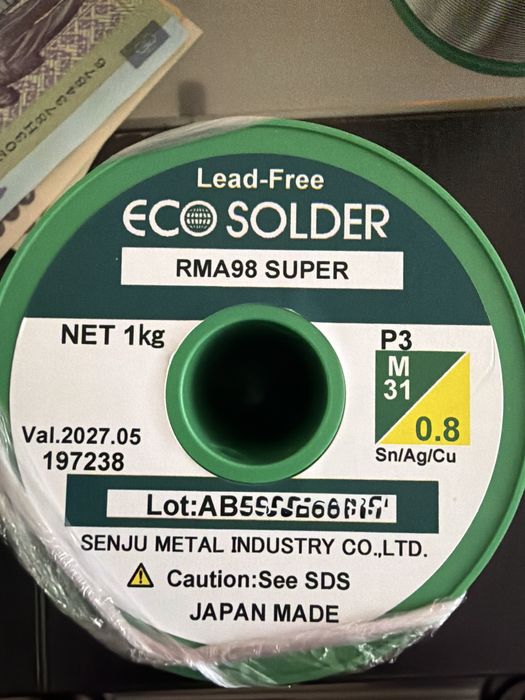 Lead-Free
ECO SOLDER
RMA98 SUPER
NET 1kg
P3
M
31
0.8
Sn/Ag/Cu
Val.2027.05
197238
SENJU METAL INDUSTRY CO.,LTD.
Caution:See SDS
JAPAN MADE